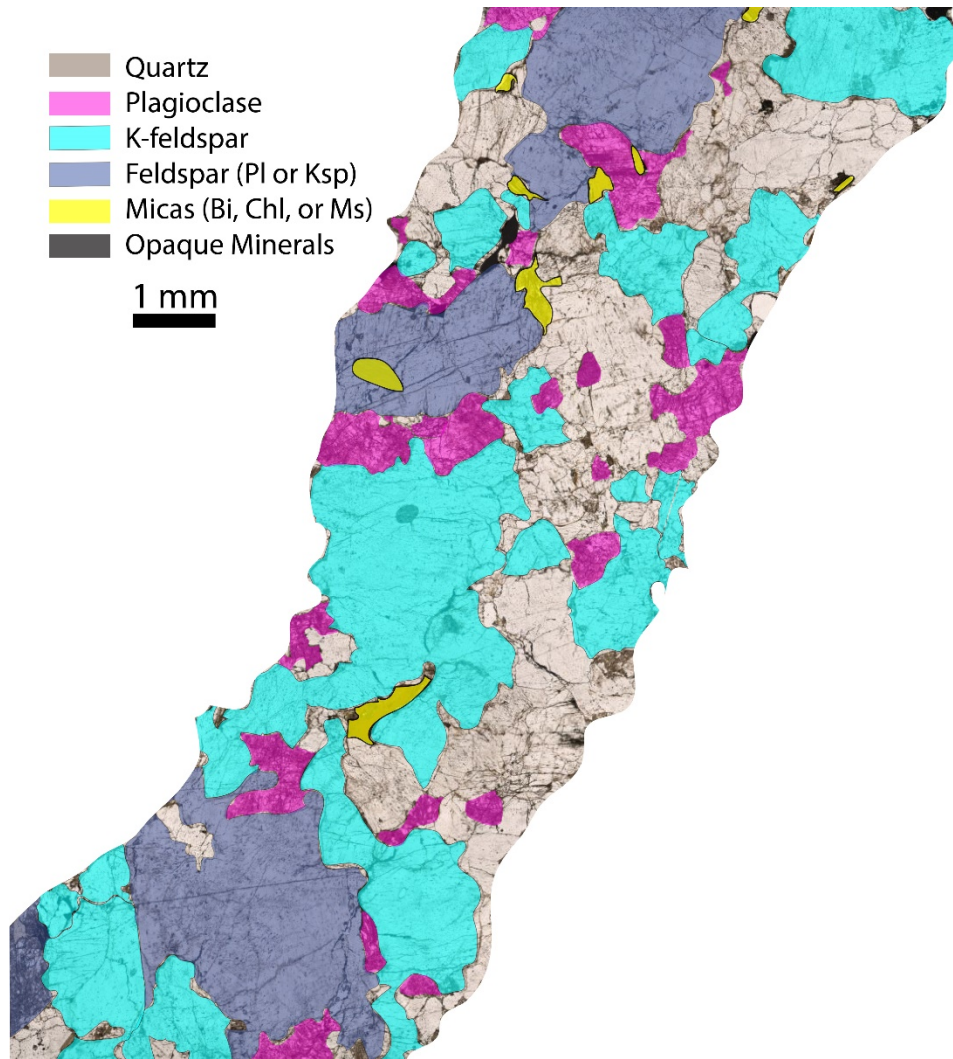 Quartz
Plagioclase
K-feldspar
Feldspar (Pl or Ksp)
Micas (Bi, Chl, or Ms)
Opaque Minerals
1 mm